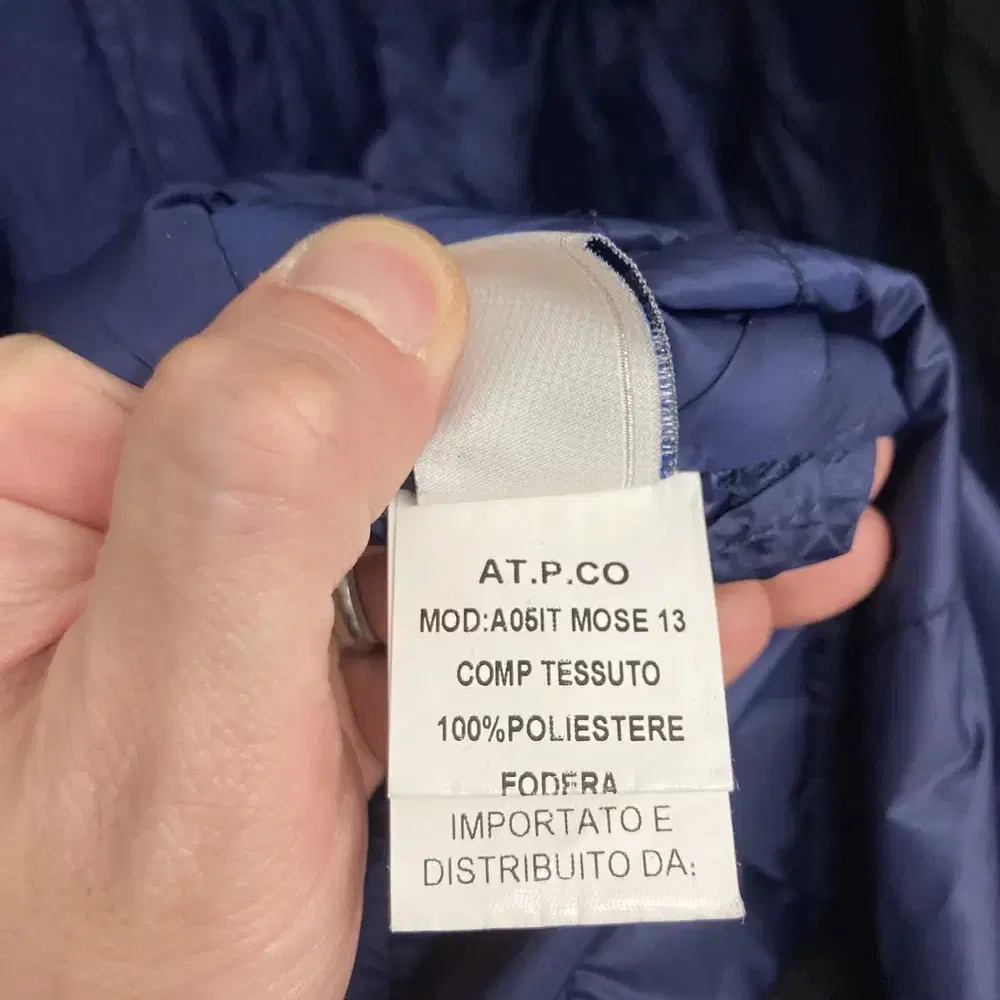 AT.P.CO
MOD:A05IT MOSE 13
COMP TESSUTO
100%POLIESTERE
FODERA
IMPORTATO E
DISTRIBUITO DA: